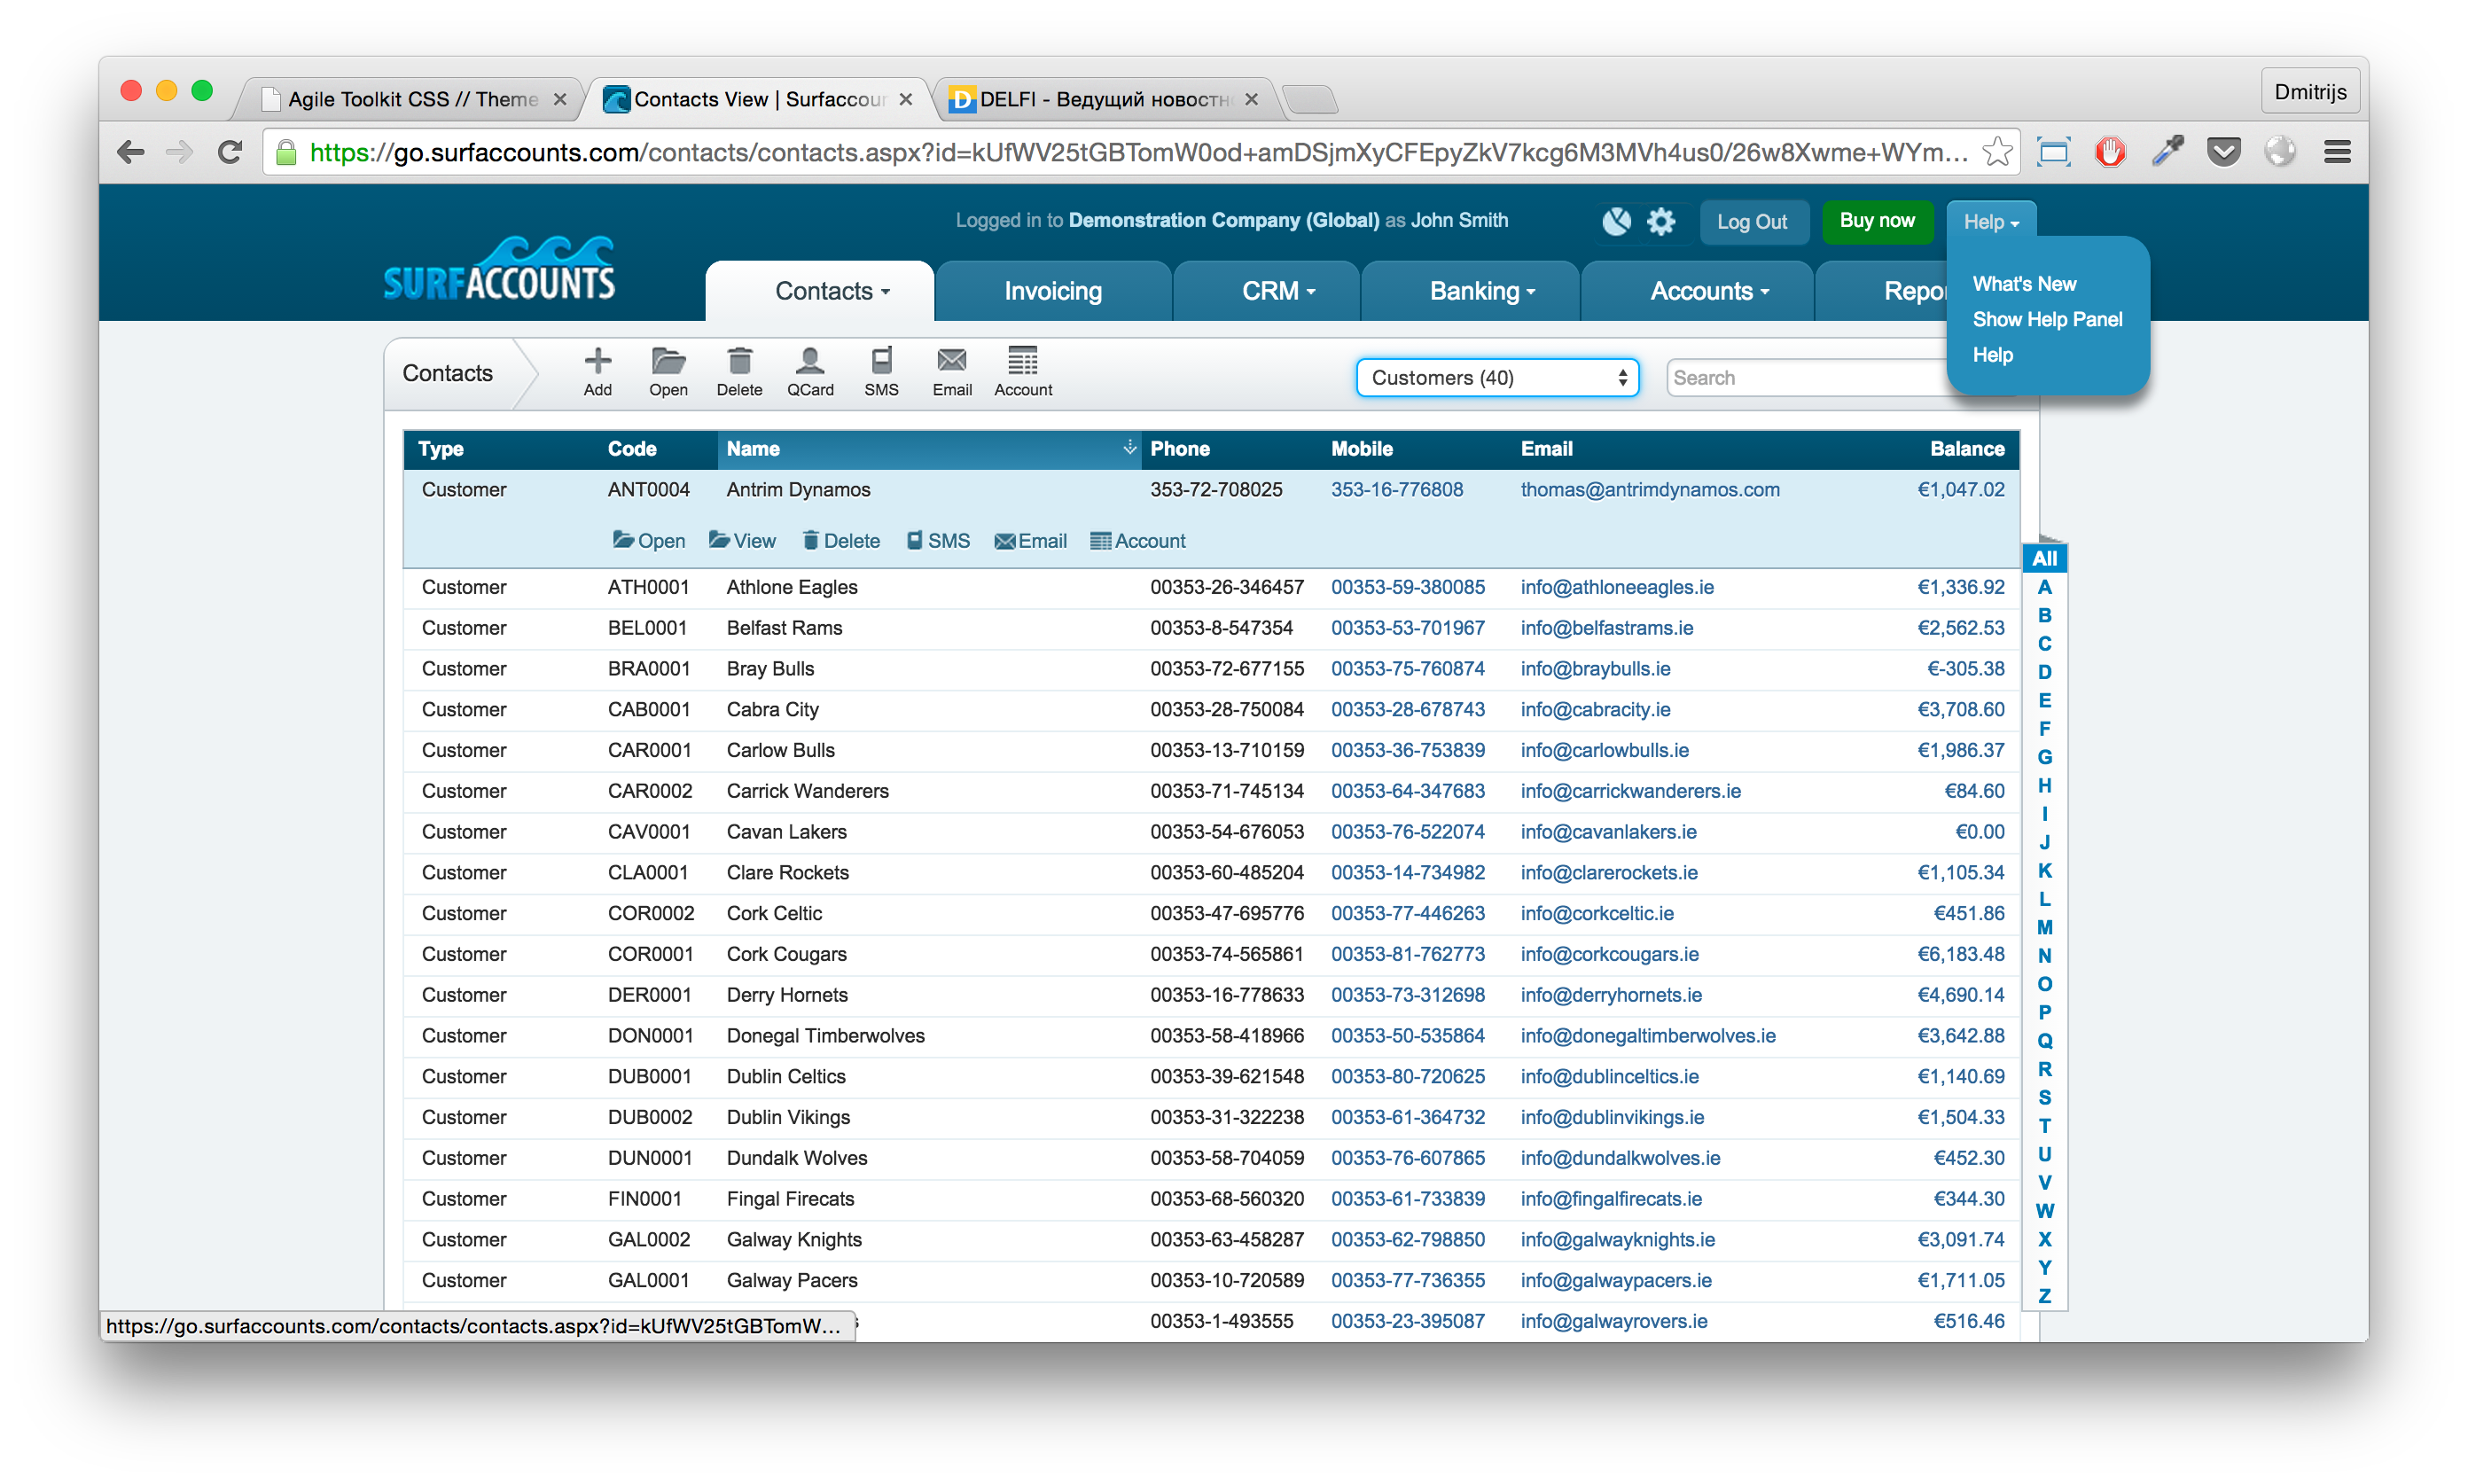 Agile Toolkit CSS // Theme
Contacts View | Surfaccour
DELFI - Ведущий новостн
Dmitrijs
https://go.surfaccounts.com/contacts/contacts.aspx?id=kUfWV25tGBTomW0od+amDSjmXyCFEpyZkV7kcg6M3MVh4us0/26w8Xwme+WYm...
Logged in to Demonstration Company (Global) as John Smith
Log Out
Buy now
Help
SURFACCOUNTS
Contacts
Invoicing
CRM
Banking
Accounts
Repor
What's New
Show Help Panel
Help
Contacts
Add
Open
Delete
QCard
SMS
Email
Account
Customers (40)
Search
Type Code Name Phone Mobile Email Balance
Customer ANT0004 Antrim Dynamos 353-72-708025 353-16-776808 thomas@antrimdynamos.com €1,047.02
Open View Delete SMS Email Account
Customer ATH0001 Athlone Eagles 00353-26-346457 00353-59-380085 info@athloneeagles.ie €1,336.92
Customer BEL0001 Belfast Rams 00353-8-547354 00353-53-701967 info@belfastrams.ie €2,562.53
Customer BRA0001 Bray Bulls 00353-72-677155 00353-75-760874 info@braybulls.ie €-305.38
Customer CAB0001 Cabra City 00353-28-750084 00353-28-678743 info@cabracity.ie €3,708.60
Customer CAR0001 Carlow Bulls 00353-13-710159 00353-36-753839 info@carlowbulls.ie €1,986.37
Customer CAR0002 Carrick Wanderers 00353-71-745134 00353-64-347683 info@carrickwanderers.ie €84.60
Customer CAV0001 Cavan Lakers 00353-54-676053 00353-76-522074 info@cavanlakers.ie €0.00
Customer CLA0001 Clare Rockets 00353-60-485204 00353-14-734982 info@clarerockets.ie €1,105.34
Customer COR0002 Cork Celtic 00353-47-695776 00353-77-446263 info@corkceltic.ie €451.86
Customer COR0001 Cork Cougars 00353-74-565861 00353-81-762773 info@corkcougars.ie €6,183.48
Customer DER0001 Derry Hornets 00353-16-778633 00353-73-312698 info@derryhornets.ie €4,690.14
Customer DON0001 Donegal Timberwolves 00353-58-418966 00353-50-535864 info@donegaltimberwolves.ie €3,642.88
Customer DUB0001 Dublin Celtics 00353-39-621548 00353-80-720625 info@dublinceltics.ie €1,140.69
Customer DUB0002 Dublin Vikings 00353-31-322238 00353-61-364732 info@dublinvikings.ie €1,504.33
Customer DUN0001 Dundalk Wolves 00353-58-704059 00353-76-607865 info@dundalkwolves.ie €452.30
Customer FIN0001 Fingal Firecats 00353-68-560320 00353-61-733839 info@fingalfirecats.ie €344.30
Customer GAL0002 Galway Knights 00353-63-458287 00353-62-798850 info@galwayknights.ie €3,091.74
Customer GAL0001 Galway Pacers 00353-10-720589 00353-77-736355 info@galwaypacers.ie €1,711.05
00353-1-493555 00353-23-395087 info@galwayrovers.ie €516.46
All
A
B
C
D
E
F
G
H
I
J
K
L
M
N
O
P
Q
R
S
T
U
V
W
X
Y
Z
https://go.surfaccounts.com/contacts/contacts.aspx?id=kUfWV25tGBTomW...